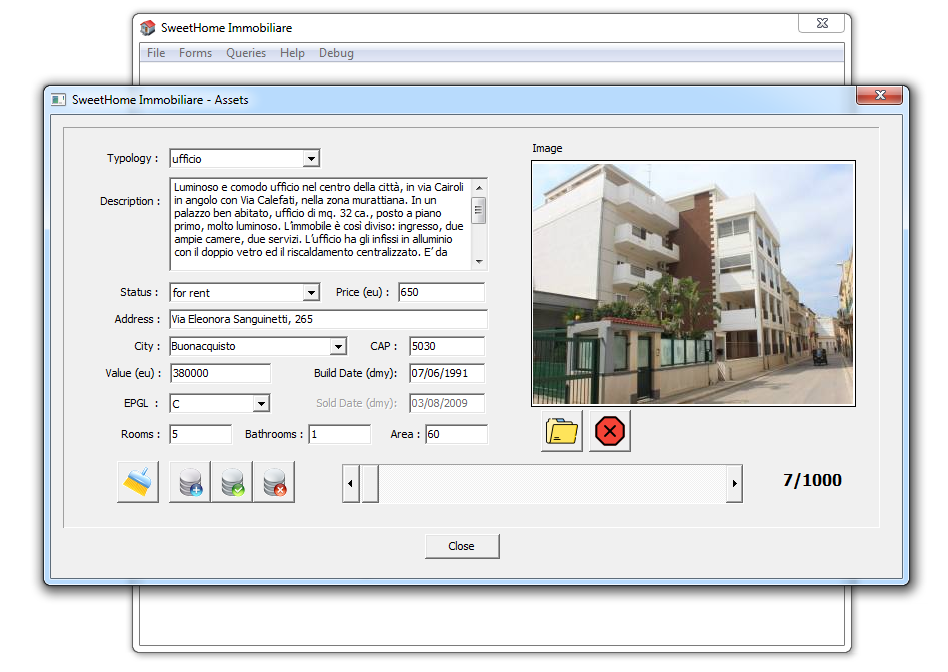 SweetHome Immobiliare
File Forms Queries Help Debug
SweetHome Immobiliare - Assets
Typology : ufficio
Image
Description : Luminoso e comodo ufficio nel centro della città, in via Cairoli
in angolo con Via Calefati, nella zona murattiana. In un
palazzo ben abitato, ufficio di mq. 32 ca., posto a piano
primo, molto luminoso. L'immobile è così diviso: ingresso, due
ampie camere, due servizi. L'ufficio ha gli infissi in alluminio
con il doppio vetro ed il riscaldamento centralizzato. E' da
Status : for rent Price (eu) : 650
Address : Via Eleonora Sanguinetti, 265
City : Buonacquisto CAP : 5030
Value (eu) : 380000 Build Date (dmy): 07/06/1991
EPGL : C Sold Date (dmy): 03/08/2009
Rooms : 5 Bathrooms : 1 Area : 60
7/1000
Close